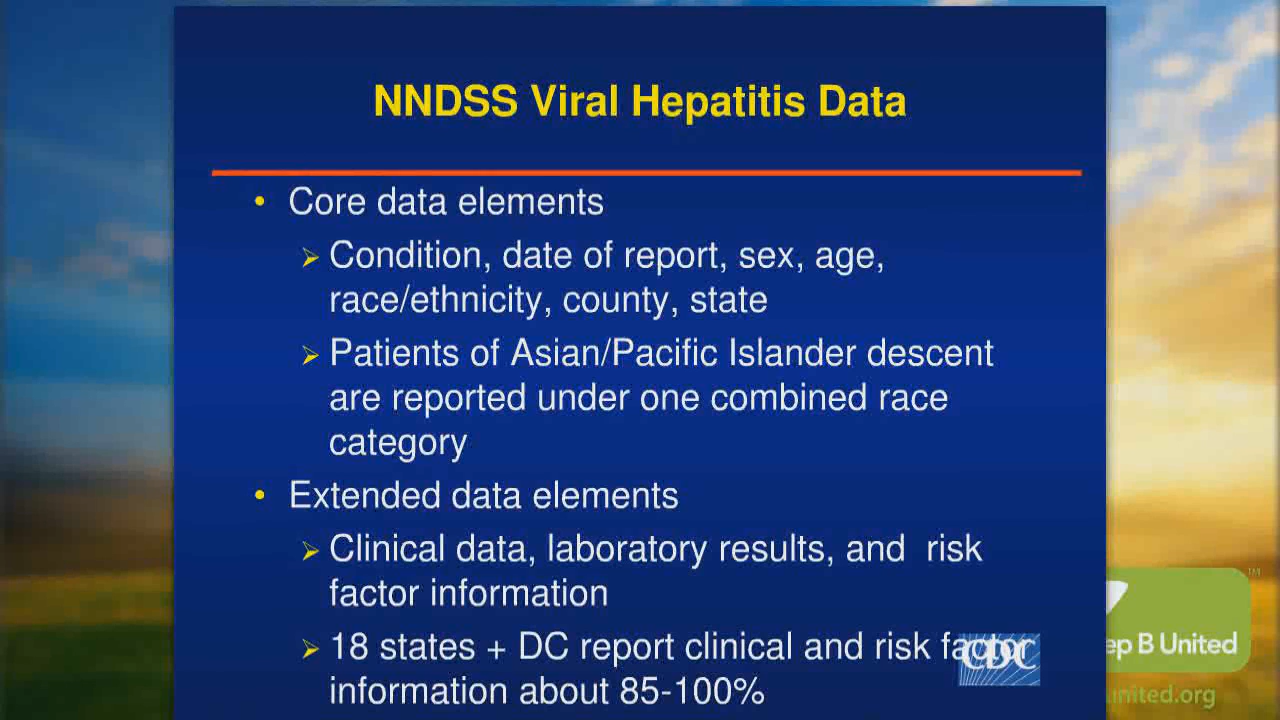 NNDSS Viral Hepatitis Data
• Core data elements
➢ Condition, date of report, sex, age,
race/ethnicity, county, state
➢ Patients of Asian/Pacific Islander descent
are reported under one combined race
category
• Extended data elements
➢ Clinical data, laboratory results, and risk
factor information
➢ 18 states + DC report clinical and risk factor
information about 85-100%
CDC
ep B United
™
united.org